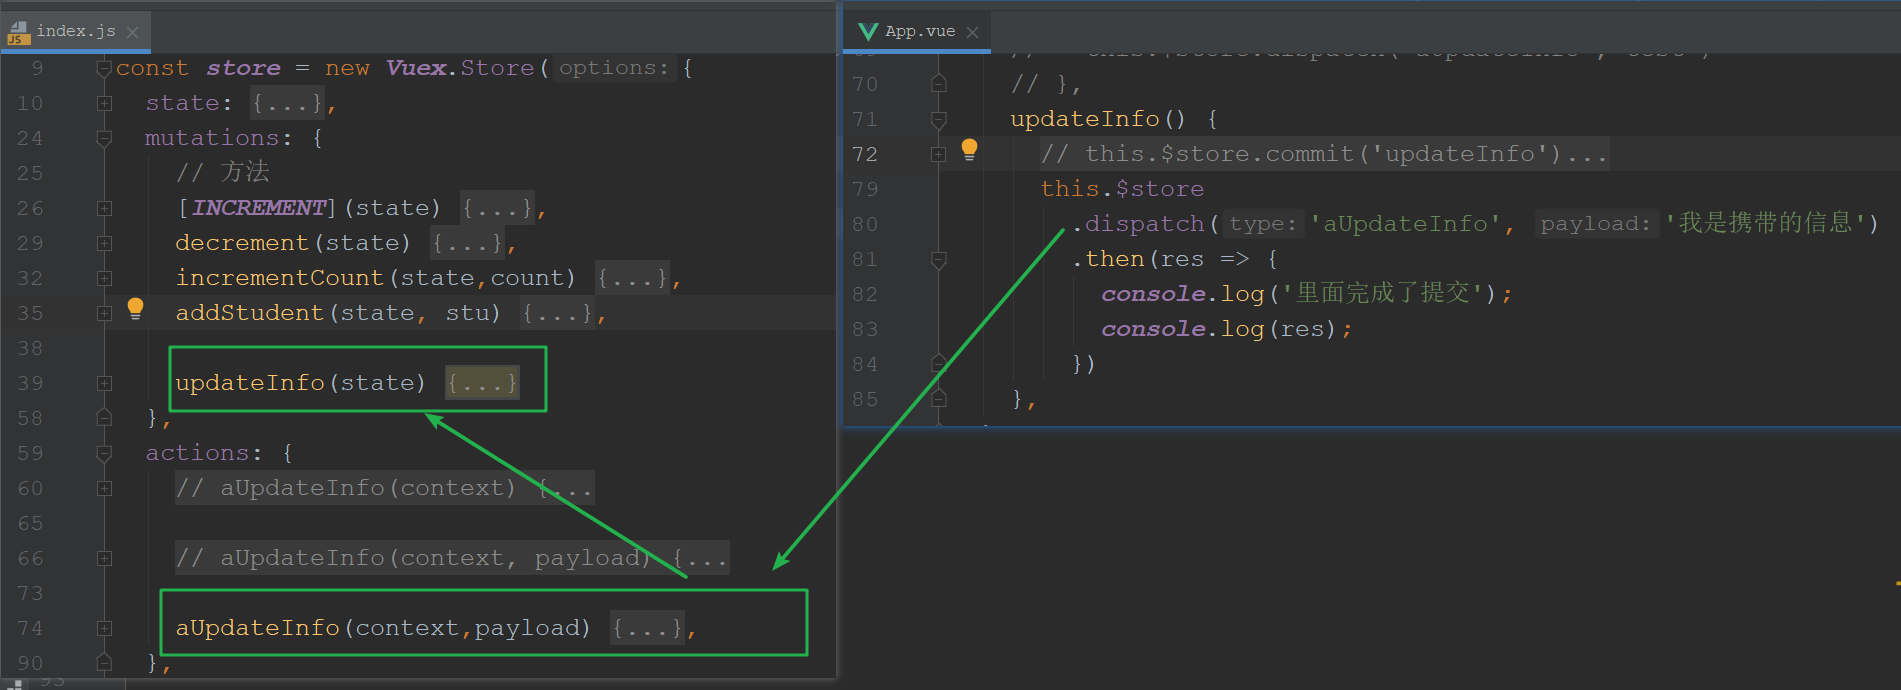 index.js
9 const store = new Vuex.Store( options: {
10 state: {...},
24 mutations: {
25 // 方法
26 [INCREMENT](state) {...},
29 decrement(state) {...},
32 incrementCount(state,count) {...},
35 addStudent(state, stu) {...},
38
39 updateInfo(state) {...}
58 },
59 actions: {
60 // aUpdateInfo(context) {...
65
66 // aUpdateInfo(context, payload) {...
73
74 aUpdateInfo(context,payload) {...},
90 },
93
App.vue
70 // },
71 updateInfo() {
72 // this.$store.commit('updateInfo')...
79 this.$store
80 .dispatch( type: 'aUpdateInfo', payload: '我是携带的信息')
81 .then(res => {
82 console.log('里面完成了提交');
83 console.log(res);
84 })
85 },